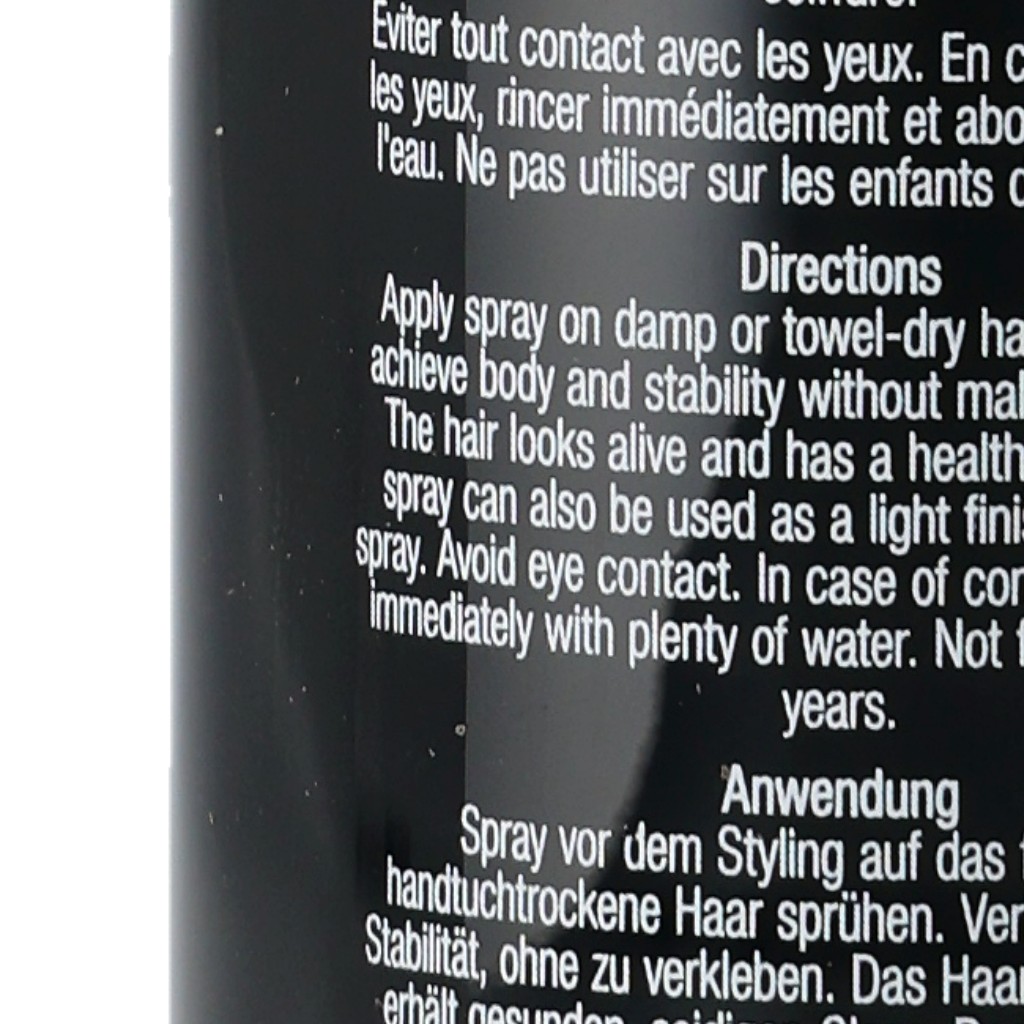 Eviter tout contact avec les yeux. En
les yeux, rincer immédiatement et
l'eau. Ne pas utiliser sur les enfants
Directions
Apply spray on damp or towel-dry
achieve body and stability without
The hair looks alive and has a
spray can also be used as a light
spray. Avoid eye contact. In case of
immediately with plenty of water. Not
years.
Anwendung
Spray vor dem Styling auf das
handtuchtrockene Haar sprühen.
Stabilität, ohne zu verkleben. Das Haar
erhält gesunden,